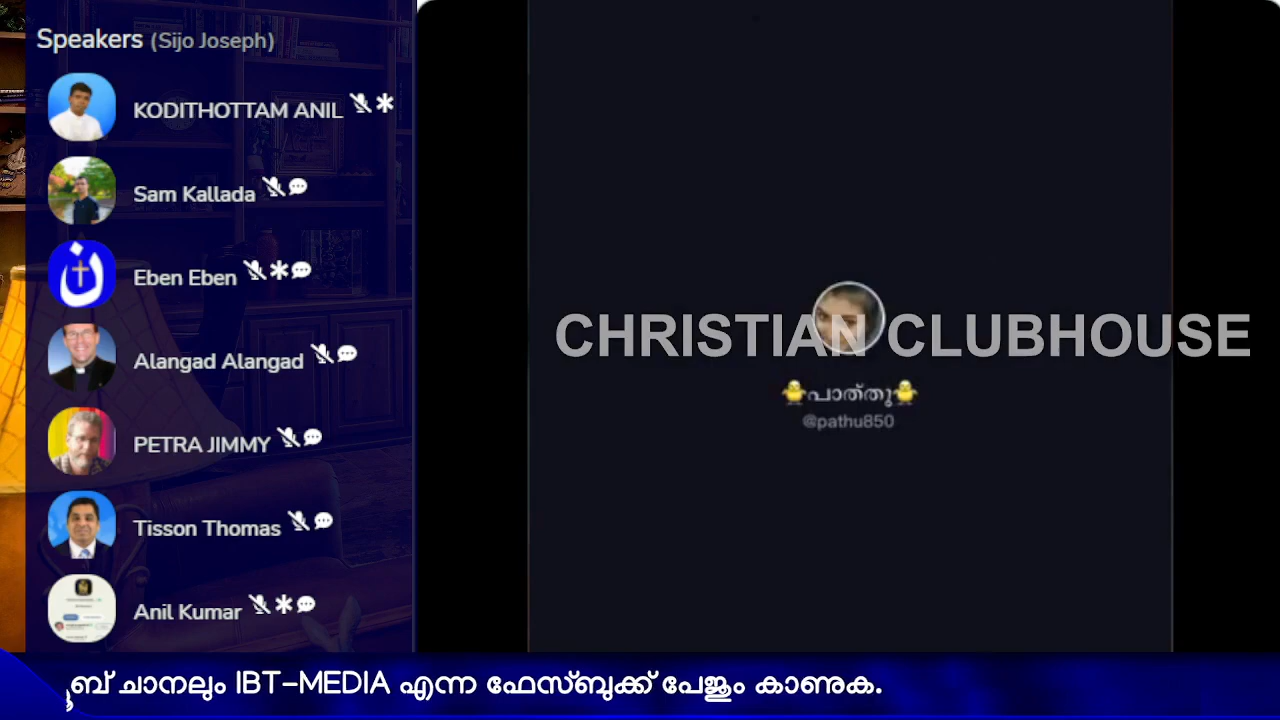 Speakers (Sijo Joseph)
KODITHOTTAM ANIL
Sam Kallada
Eben Eben
Alangad Alangad
PETRA JIMMY
Tisson Thomas
Anil Kumar
CHRISTIAN CLUBHOUSE
🐥പാത്തു🐥
@pathu850
ബ് ചാനലും IBT-MEDIA എന്ന ഫേസ്ബുക്ക് പേജും കാണുക.